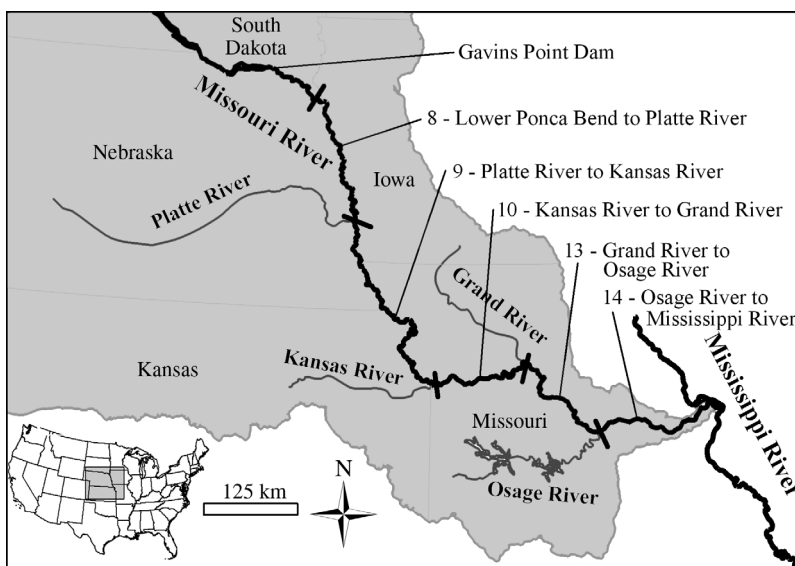 South
Dakota
Gavins Point Dam
Missouri River
8 - Lower Ponca Bend to Platte River
Nebraska
Iowa
9 - Platte River to Kansas River
Platte River
10 - Kansas River to Grand River
13 - Grand River to
Osage River
Grand River
14 - Osage River to
Mississippi River
Kansas
Kansas River
Mississippi River
Missouri
Osage River
N
125 km